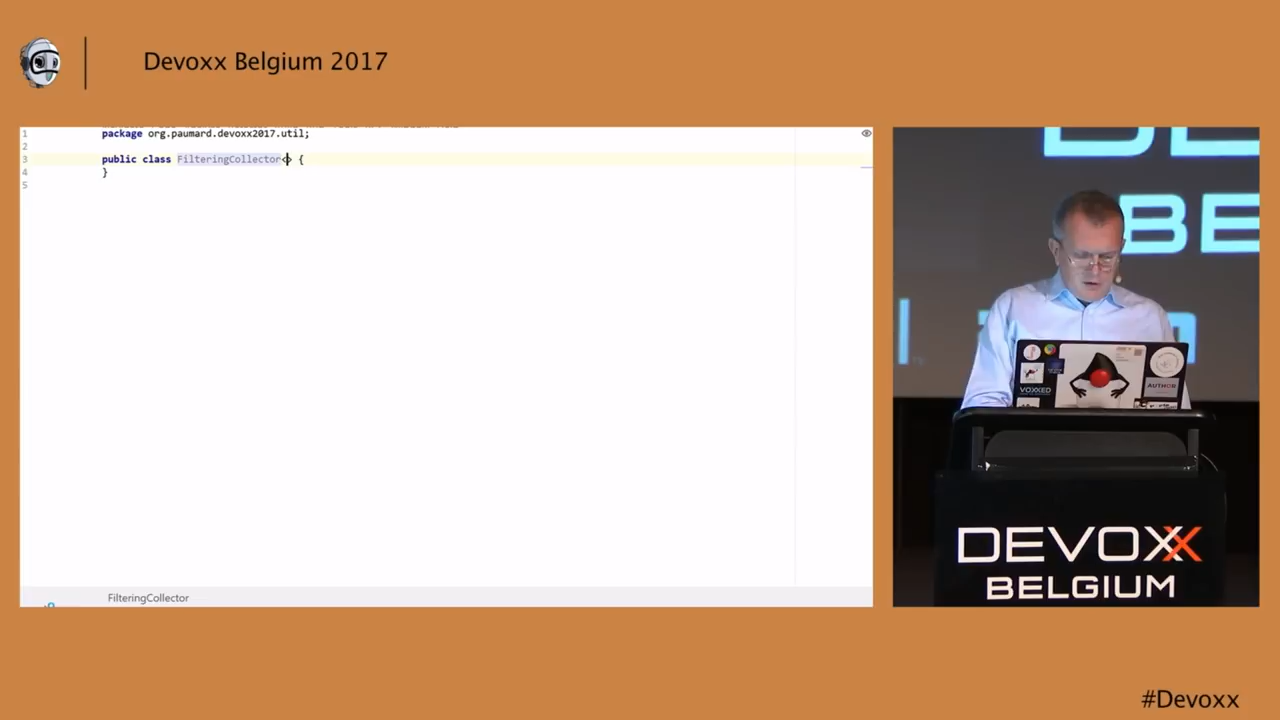 Devoxx Belgium 2017
1 package org.paumard.devoxx2017.util;
2
3 public class FilteringCollector<> {
4 }
5
FilteringCollector
BE
VOXXED
AUTHOR
DEVOXX
BELGIUM
#Devoxx